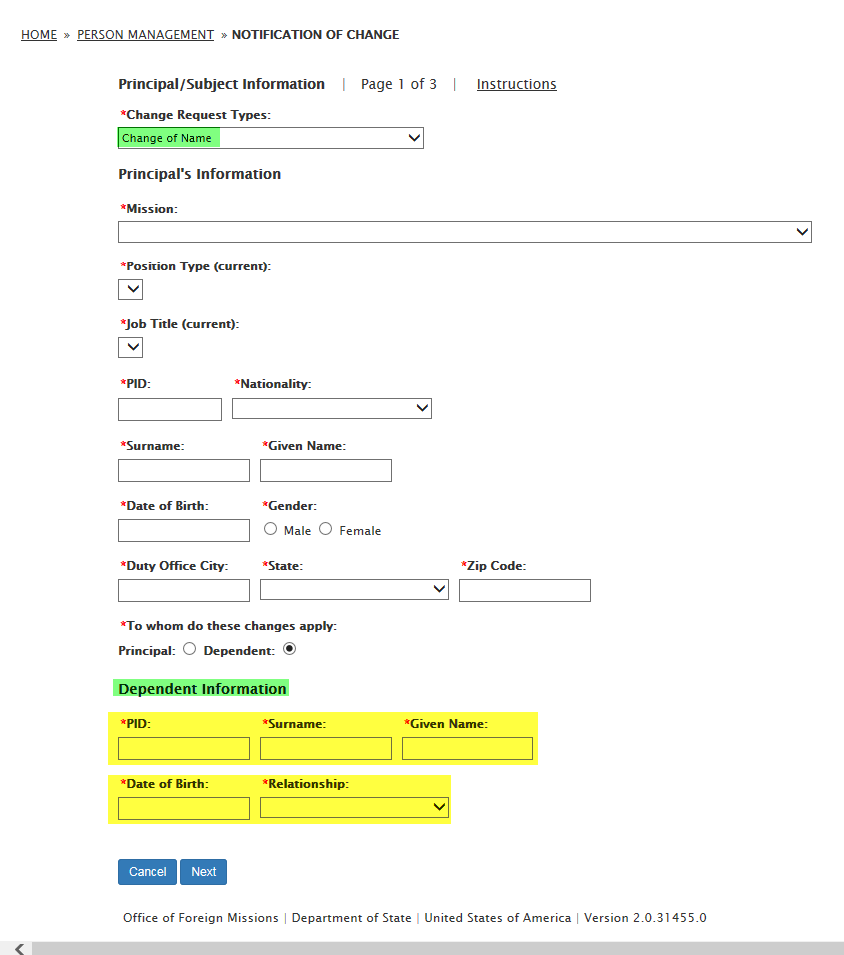 HOME » PERSON MANAGEMENT » NOTIFICATION OF CHANGE
Principal/Subject Information | Page 1 of 3 | Instructions
*Change Request Types:
Change of Name
Principal's Information
*Mission:
*Position Type (current):
*Job Title (current):
*PID: *Nationality:
*Surname: *Given Name:
*Date of Birth: *Gender:
Male Female
*Duty Office City: *State: *Zip Code:
*To whom do these changes apply:
Principal: Dependent:
Dependent Information
*PID: *Surname: *Given Name:
*Date of Birth: *Relationship:
Cancel Next
Office of Foreign Missions | Department of State | United States of America | Version 2.0.31455.0